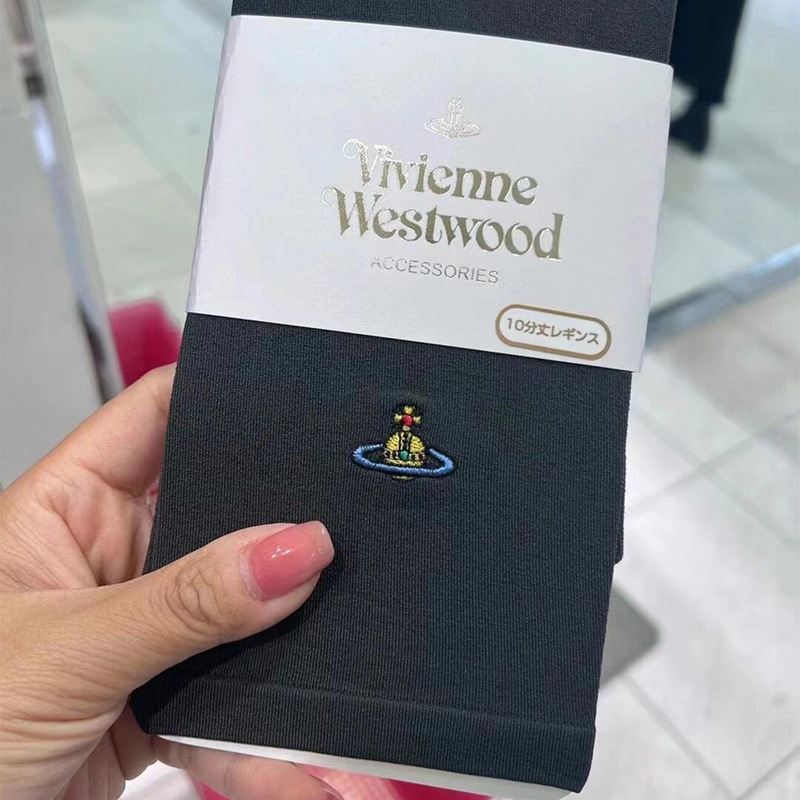 Vivienne
Westwood
ACCESSORIES
10分丈レギンス